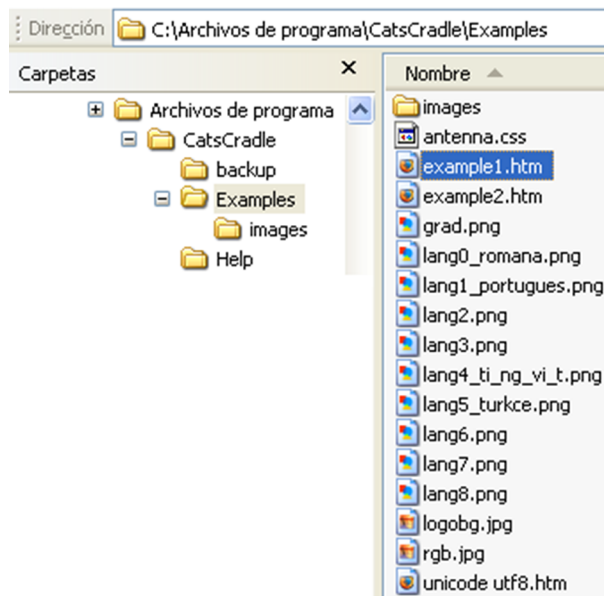 Dirección C:\Archivos de programa\CatsCradle\Examples
Carpetas
Archivos de programa
CatsCradle
backup
Examples
images
Help
Nombre
images
antenna.css
example1.htm
example2.htm
grad.png
lang0_romana.png
lang1_portugues.png
lang2.png
lang3.png
lang4_ti_ng_vi_t.png
lang5_turkce.png
lang6.png
lang7.png
lang8.png
logobg.jpg
rgb.jpg
unicode utf8.htm